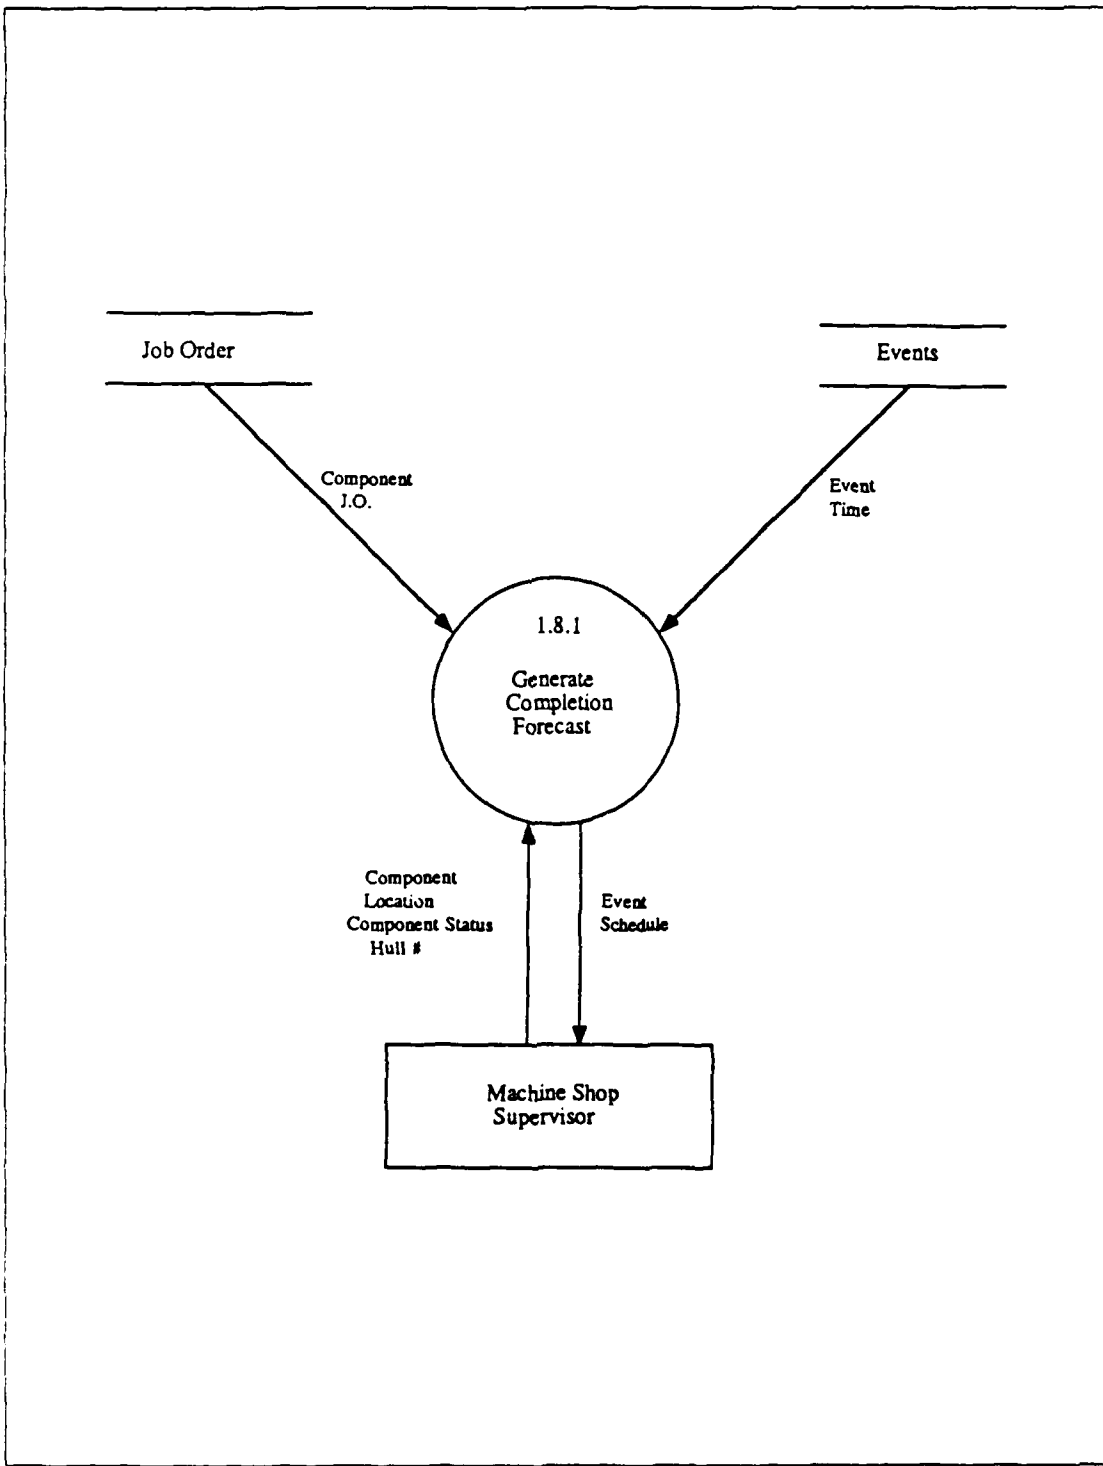 Job Order
Events
Component
J.O.
Event
Time
1.8.1
Generate
Completion
Forecast
Component
Location
Component Status
Hull #
Event
Schedule
Machine Shop
Supervisor